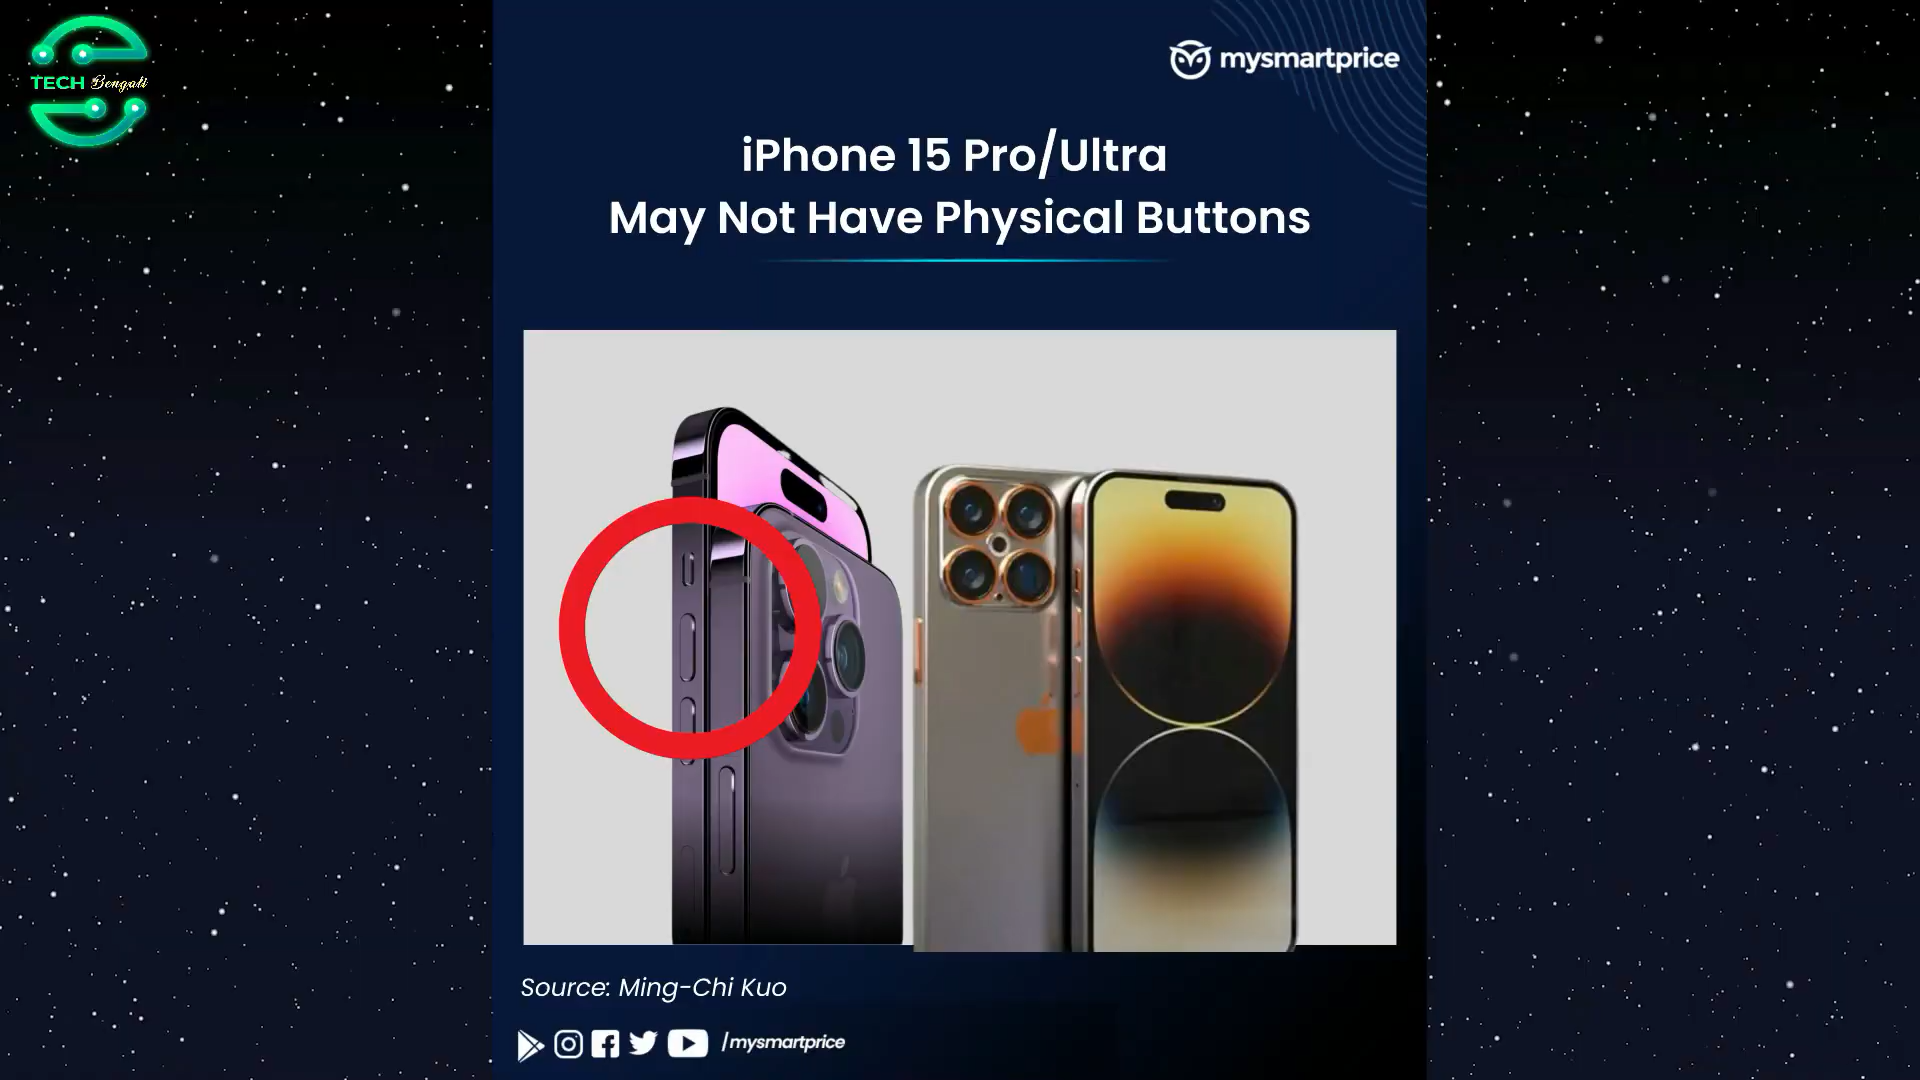 TECH Bengali
mysmartprice
iPhone 15 Pro/Ultra
May Not Have Physical Buttons
Source: Ming-Chi Kuo
/mysmartprice